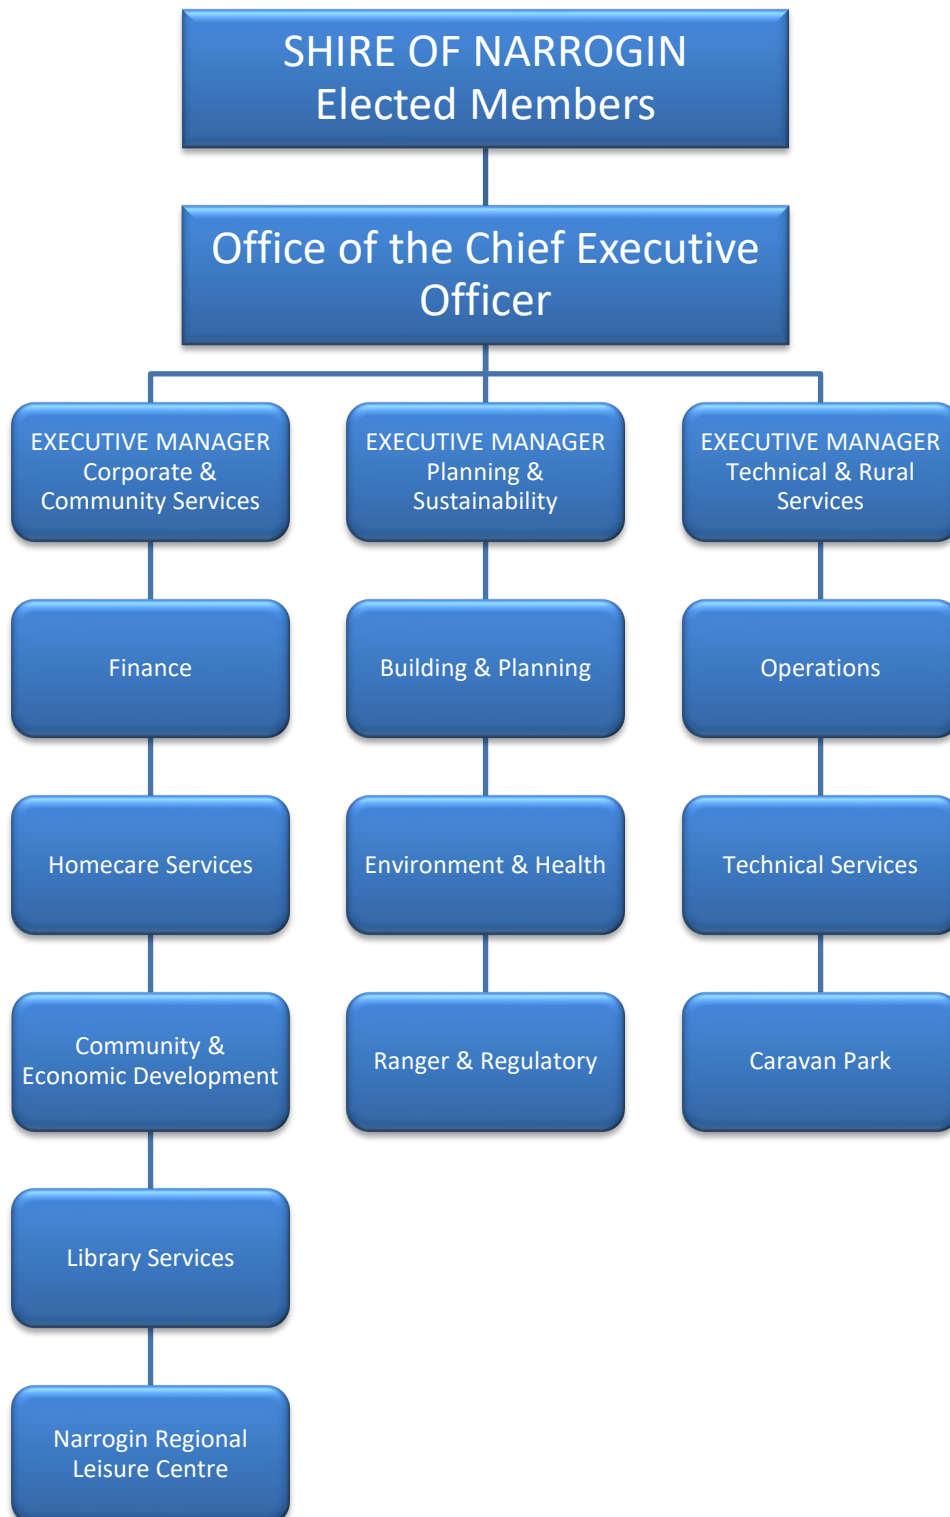 SHIRE OF NARROGIN
Elected Members
Office of the Chief Executive
Officer
EXECUTIVE MANAGER
Corporate &
Community Services
EXECUTIVE MANAGER
Planning &
Sustainability
EXECUTIVE MANAGER
Technical & Rural
Services
Finance
Building & Planning
Operations
Homecare Services
Environment & Health
Technical Services
Community &
Economic Development
Ranger & Regulatory
Caravan Park
Library Services
Narrogin Regional
Leisure Centre